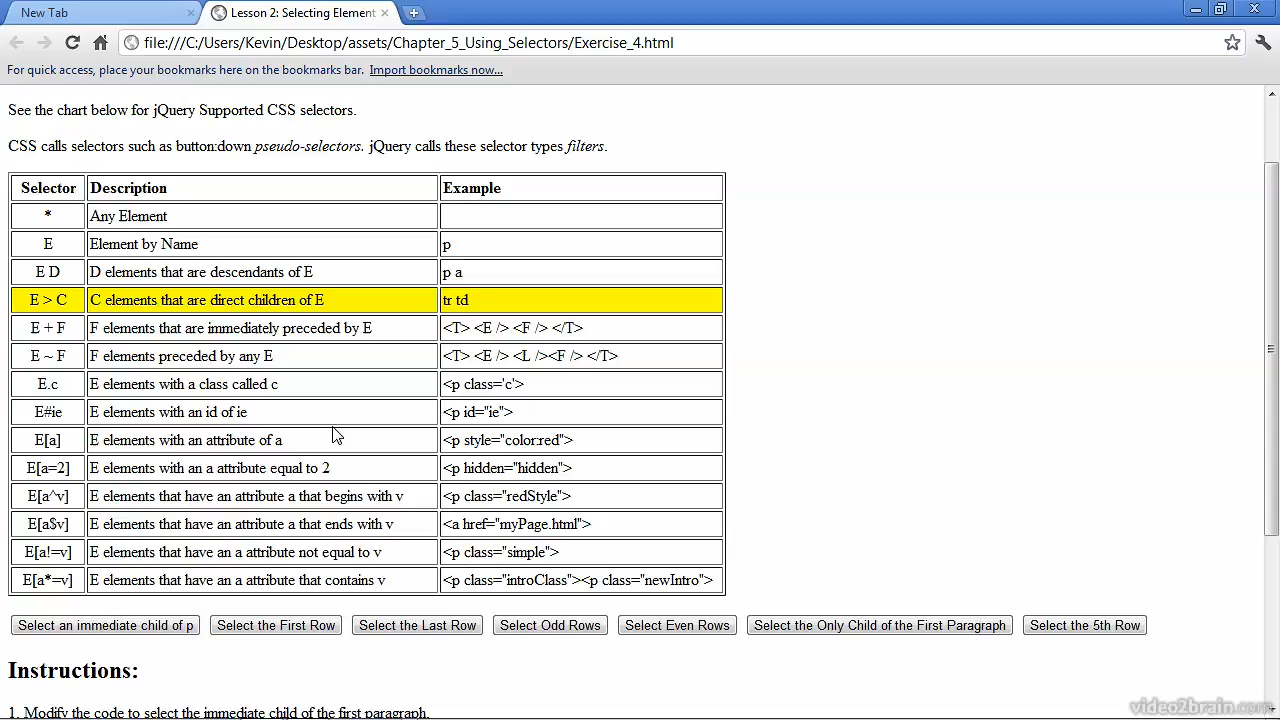 New Tab
Lesson 2: Selecting Element
file:///C:/Users/Kevin/Desktop/assets/Chapter_5_Using_Selectors/Exercise_4.html
For quick access, place your bookmarks here on the bookmarks bar. Import bookmarks now...
See the chart below for jQuery Supported CSS selectors.
CSS calls selectors such as button:down pseudo-selectors. jQuery calls these selector types filters.
Selector Description Example
* Any Element
E Element by Name p
E D D elements that are descendants of E p a
E > C C elements that are direct children of E tr td
E + F F elements that are immediately preceded by E <T> <E /> <F /> </T>
E ~ F F elements preceded by any E <T> <E /> <L /><F /> </T>
E.c E elements with a class called c <p class='c'>
E#ie E elements with an id of ie <p id="ie">
E[a] E elements with an attribute of a <p style="color:red">
E[a=2] E elements with an a attribute equal to 2 <p hidden="hidden">
E[a^v] E elements that have an attribute a that begins with v <p class="redStyle">
E[a$v] E elements that have an attribute a that ends with v <a href="myPage.html">
E[a!=v] E elements that have an a attribute not equal to v <p class="simple">
E[a*=v] E elements that have an a attribute that contains v <p class="introClass"><p class="newIntro">
Select an immediate child of p Select the First Row Select the Last Row Select Odd Rows Select Even Rows Select the Only Child of the First Paragraph Select the 5th Row
Instructions:
1. Modify the code to select the immediate child of the first paragraph.
video2brain.com